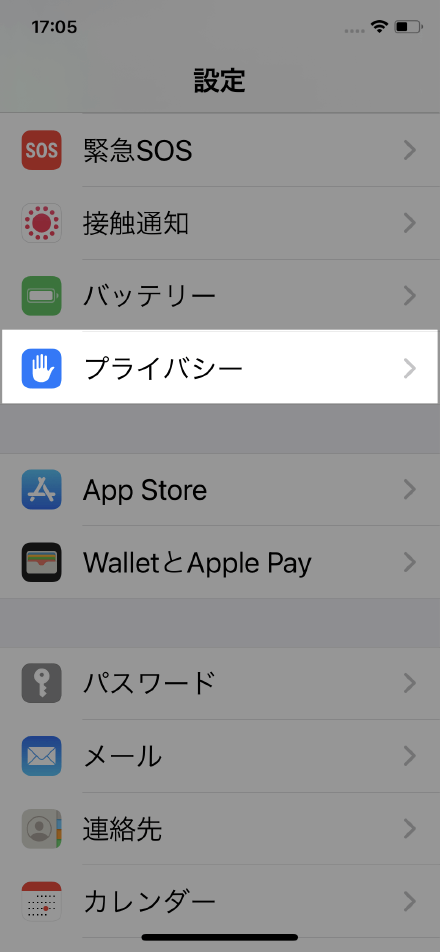 17:05
設定
SOS 緊急SOS
接触通知
バッテリー
プライバシー
App Store
WalletとApple Pay
パスワード
メール
連絡先
カレンダー